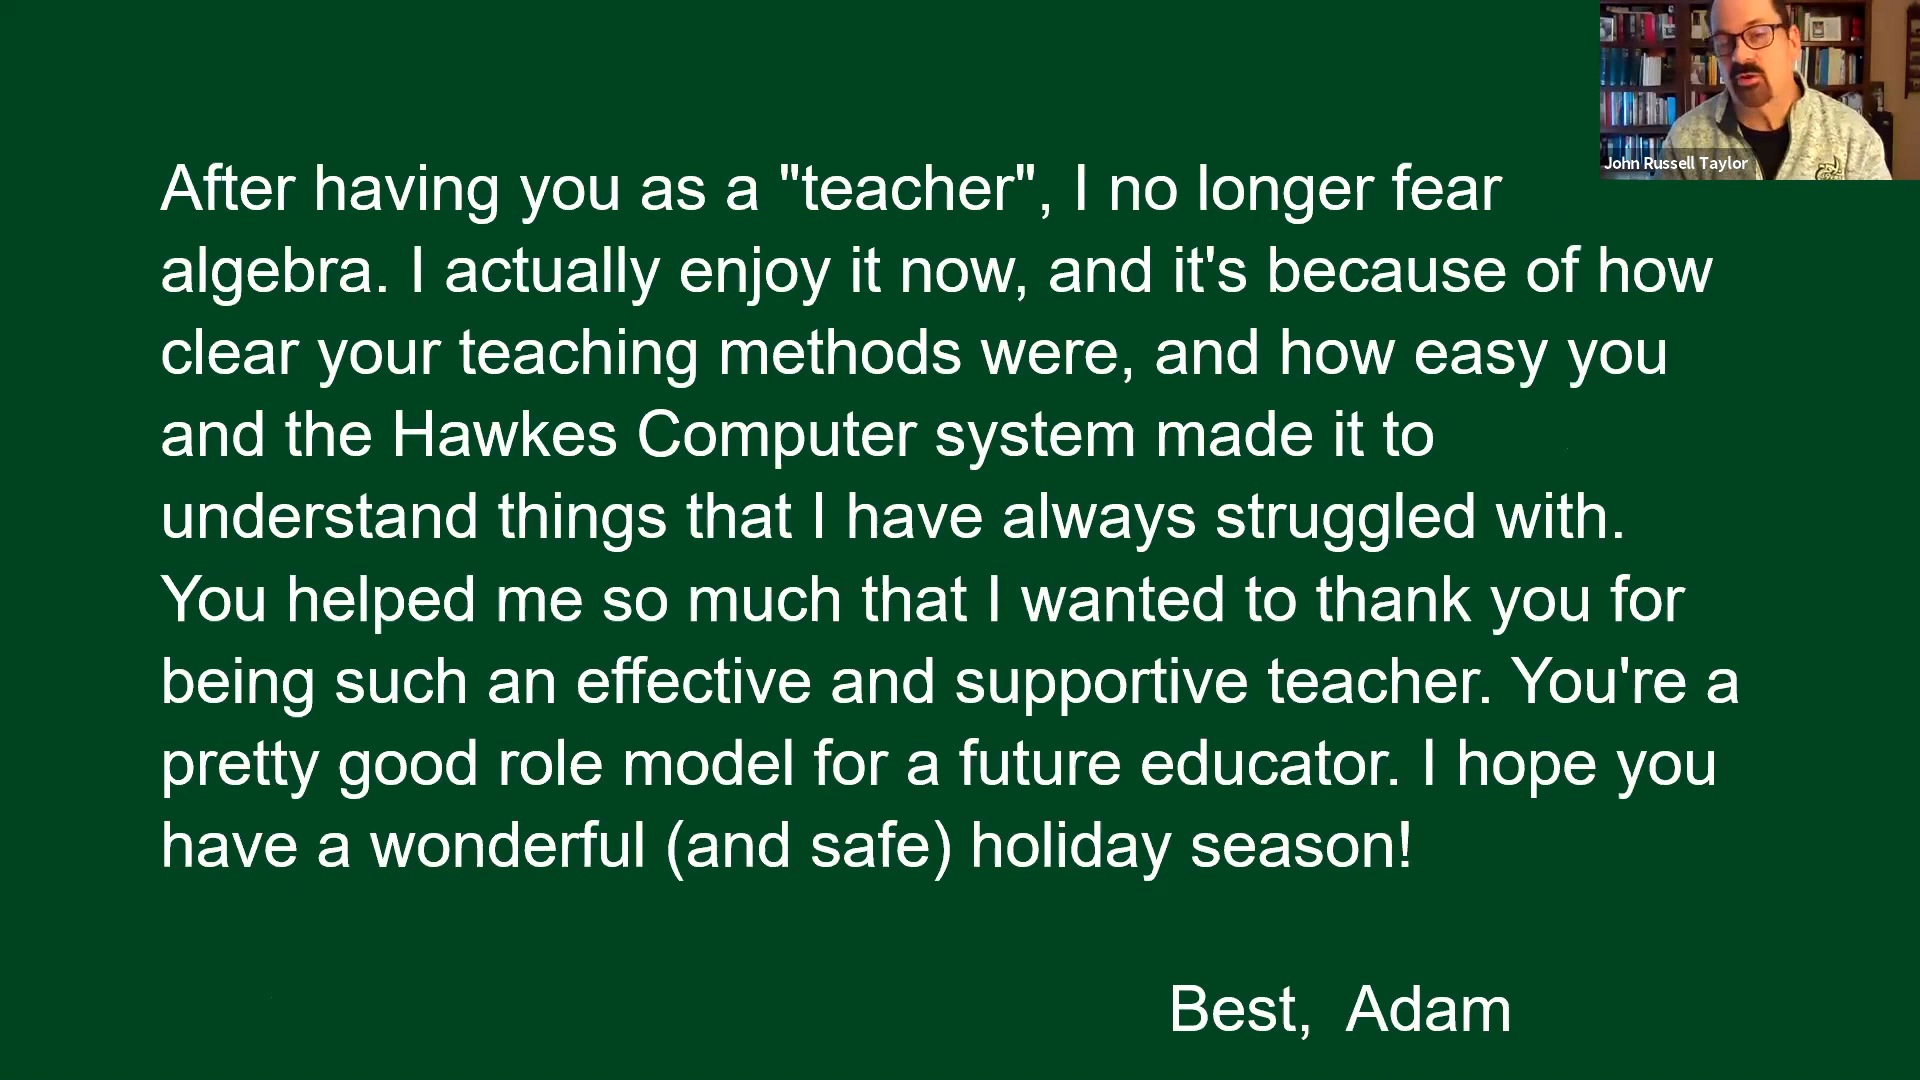 John Russell Taylor
After having you as a "teacher", I no longer fear
algebra. I actually enjoy it now, and it's because of how
clear your teaching methods were, and how easy you
and the Hawkes Computer system made it to
understand things that I have always struggled with.
You helped me so much that I wanted to thank you for
being such an effective and supportive teacher. You're a
pretty good role model for a future educator. I hope you
have a wonderful (and safe) holiday season!
Best,  Adam